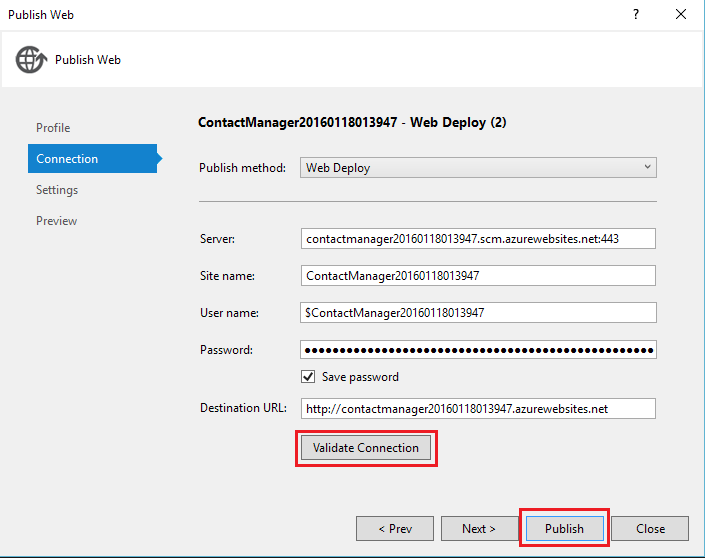 Publish Web
?
Publish Web
Profile
Connection
Settings
Preview
ContactManager20160118013947 - Web Deploy (2)
Publish method: Web Deploy
Server: contactmanager20160118013947.scm.azurewebsites.net:443
Site name: ContactManager20160118013947
User name: $ContactManager20160118013947
Password:
Save password
Destination URL: http://contactmanager20160118013947.azurewebsites.net
Validate Connection
< Prev Next > Publish Close